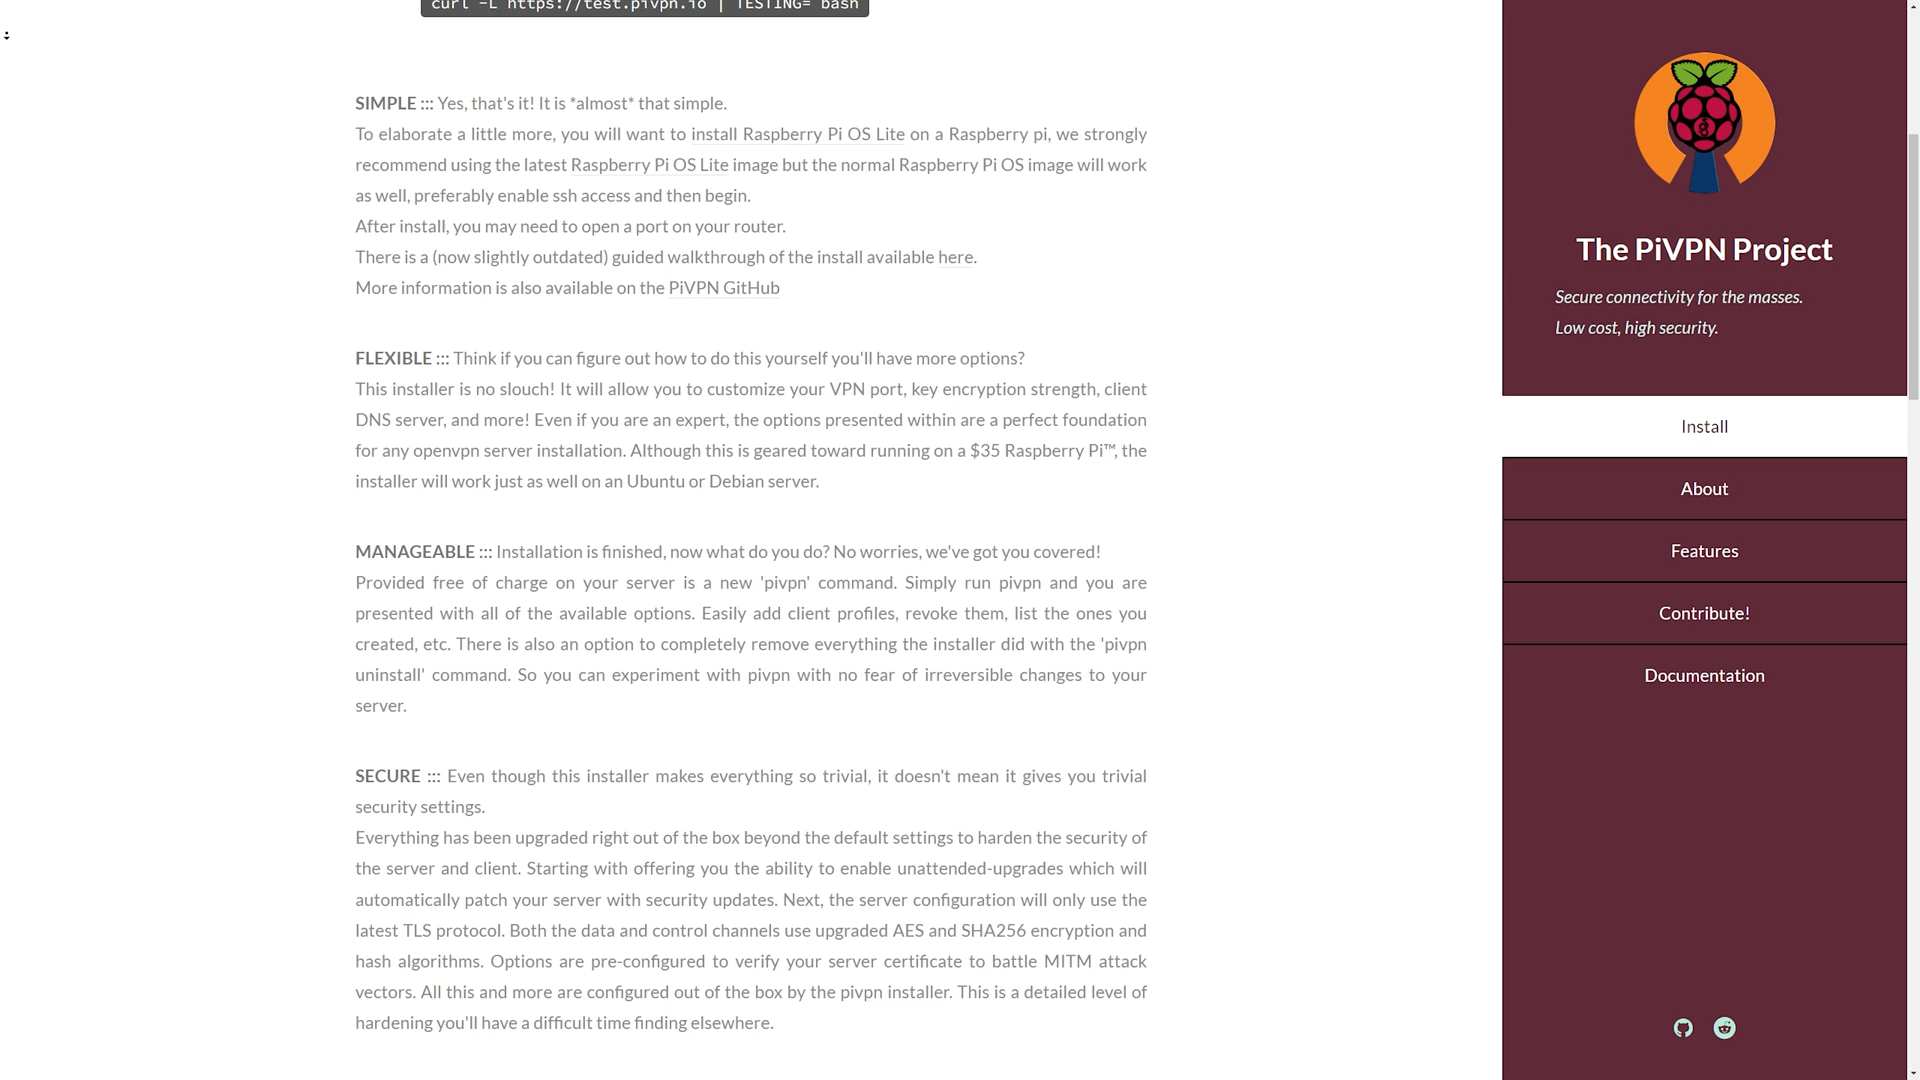 curl -L https://test.pivpn.io | TESTING= bash
:
SIMPLE ::: Yes, that's it! It is *almost* that simple.
To elaborate a little more, you will want to install Raspberry Pi OS Lite on a Raspberry pi, we strongly
recommend using the latest Raspberry Pi OS Lite image but the normal Raspberry Pi OS image will work
as well, preferably enable ssh access and then begin.
After install, you may need to open a port on your router.
There is a (now slightly outdated) guided walkthrough of the install available here.
More information is also available on the PiVPN GitHub
FLEXIBLE ::: Think if you can figure out how to do this yourself you'll have more options?
This installer is no slouch! It will allow you to customize your VPN port, key encryption strength, client
DNS server, and more! Even if you are an expert, the options presented within are a perfect foundation
for any openvpn server installation. Although this is geared toward running on a $35 Raspberry Pi™, the
installer will work just as well on an Ubuntu or Debian server.
MANAGEABLE ::: Installation is finished, now what do you do? No worries, we've got you covered!
Provided free of charge on your server is a new 'pivpn' command. Simply run pivpn and you are
presented with all of the available options. Easily add client profiles, revoke them, list the ones you
created, etc. There is also an option to completely remove everything the installer did with the 'pivpn
uninstall' command. So you can experiment with pivpn with no fear of irreversible changes to your
server.
SECURE ::: Even though this installer makes everything so trivial, it doesn't mean it gives you trivial
security settings.
Everything has been upgraded right out of the box beyond the default settings to harden the security of
the server and client. Starting with offering you the ability to enable unattended-upgrades which will
automatically patch your server with security updates. Next, the server configuration will only use the
latest TLS protocol. Both the data and control channels use upgraded AES and SHA256 encryption and
hash algorithms. Options are pre-configured to verify your server certificate to battle MITM attack
vectors. All this and more are configured out of the box by the pivpn installer. This is a detailed level of
hardening you'll have a difficult time finding elsewhere.
The PiVPN Project
Secure connectivity for the masses.
Low cost, high security.
Install
About
Features
Contribute!
Documentation